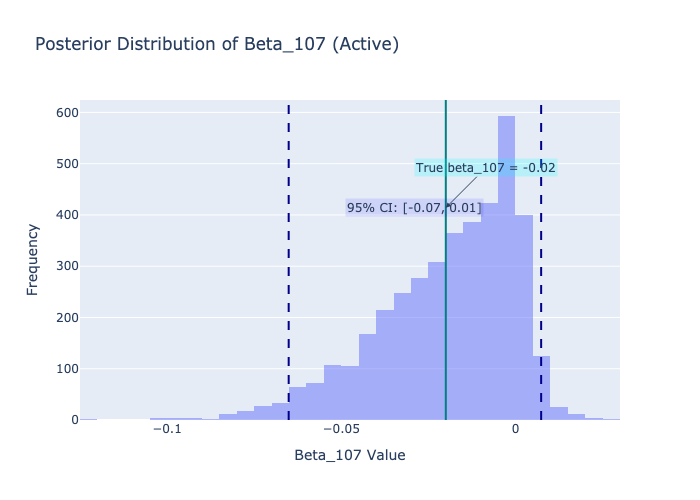 Posterior Distribution of Beta_107 (Active)
600
500
400
300
200
100
0
Frequency
True beta_107 = -0.02
95% CI: [-0.07, 0.01]
−0.1
−0.05
0
Beta_107 Value